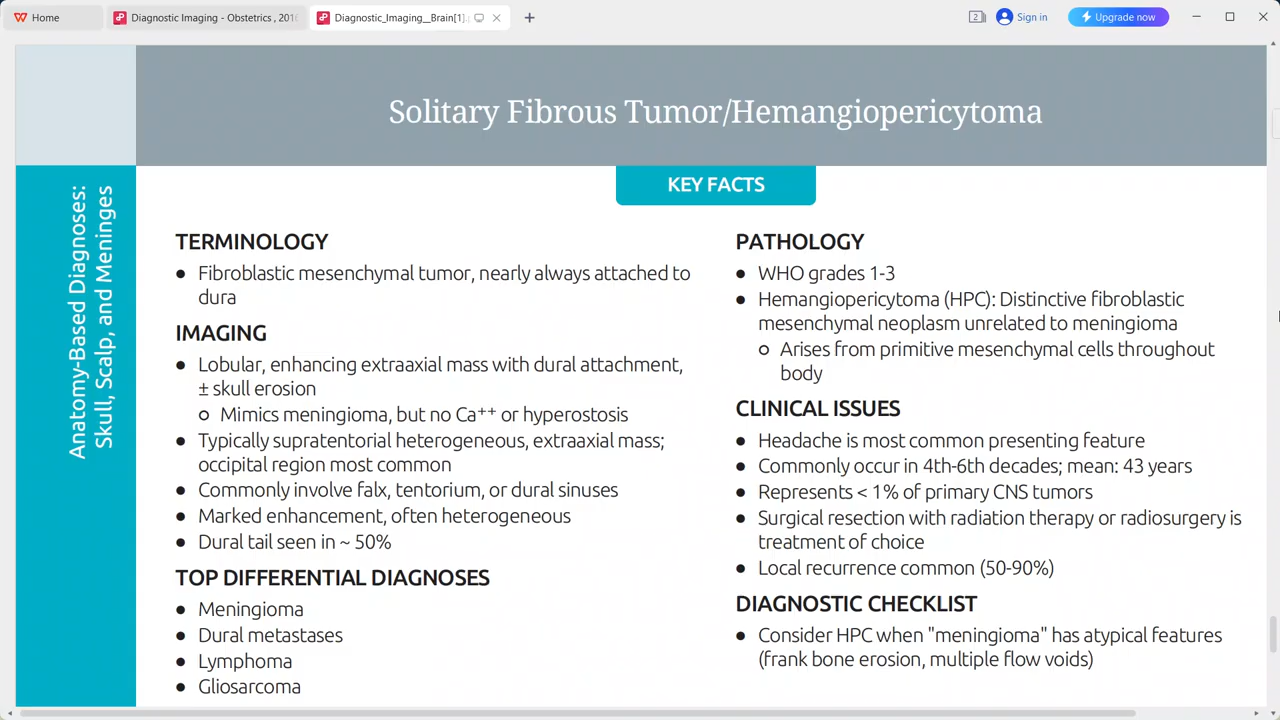 Home
Diagnostic Imaging - Obstetrics , 201
Diagnostic_Imaging__Brain[1].
2
Sign in
Upgrade now
Solitary Fibrous Tumor/Hemangiopericytoma
Anatomy-Based Diagnoses:
Skull, Scalp, and Meninges
KEY FACTS
TERMINOLOGY
● Fibroblastic mesenchymal tumor, nearly always attached to
dura
IMAGING
● Lobular, enhancing extraaxial mass with dural attachment,
± skull erosion
○ Mimics meningioma, but no Ca⁺⁺ or hyperostosis
● Typically supratentorial heterogeneous, extraaxial mass;
occipital region most common
● Commonly involve falx, tentorium, or dural sinuses
● Marked enhancement, often heterogeneous
● Dural tail seen in ~ 50%
TOP DIFFERENTIAL DIAGNOSES
● Meningioma
● Dural metastases
● Lymphoma
● Gliosarcoma
PATHOLOGY
● WHO grades 1-3
● Hemangiopericytoma (HPC): Distinctive fibroblastic
mesenchymal neoplasm unrelated to meningioma
○ Arises from primitive mesenchymal cells throughout
body
CLINICAL ISSUES
● Headache is most common presenting feature
● Commonly occur in 4th-6th decades; mean: 43 years
● Represents < 1% of primary CNS tumors
● Surgical resection with radiation therapy or radiosurgery is
treatment of choice
● Local recurrence common (50-90%)
DIAGNOSTIC CHECKLIST
● Consider HPC when "meningioma" has atypical features
(frank bone erosion, multiple flow voids)